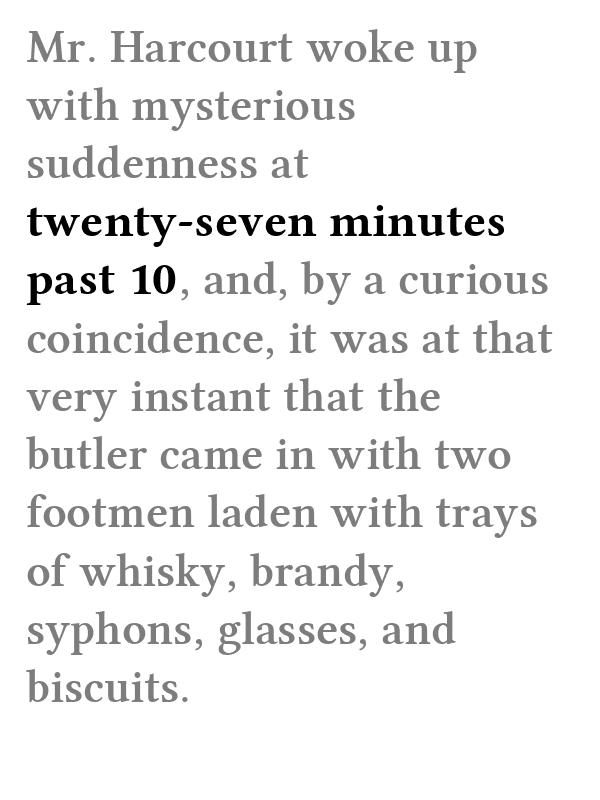 Mr. Harcourt woke up
with mysterious
suddenness at
twenty-seven minutes
past 10, and, by a curious
coincidence, it was at that
very instant that the
butler came in with two
footmen laden with trays
of whisky, brandy,
syphons, glasses, and
biscuits.